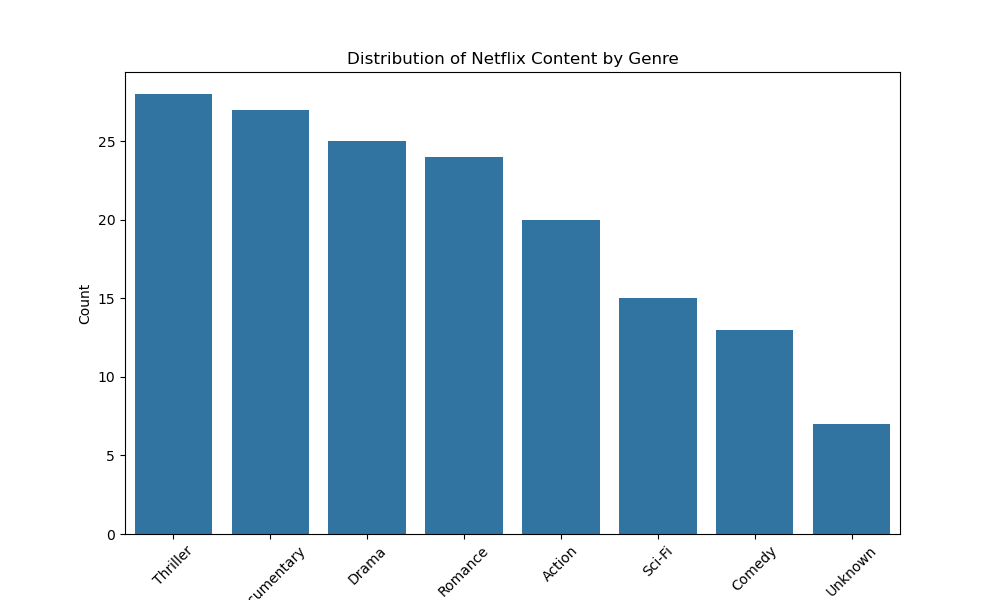 Distribution of Netflix Content by Genre
Count
25
20
15
10
5
0
Thriller
cumentary
Drama
Romance
Action
Sci-Fi
Comedy
Unknown